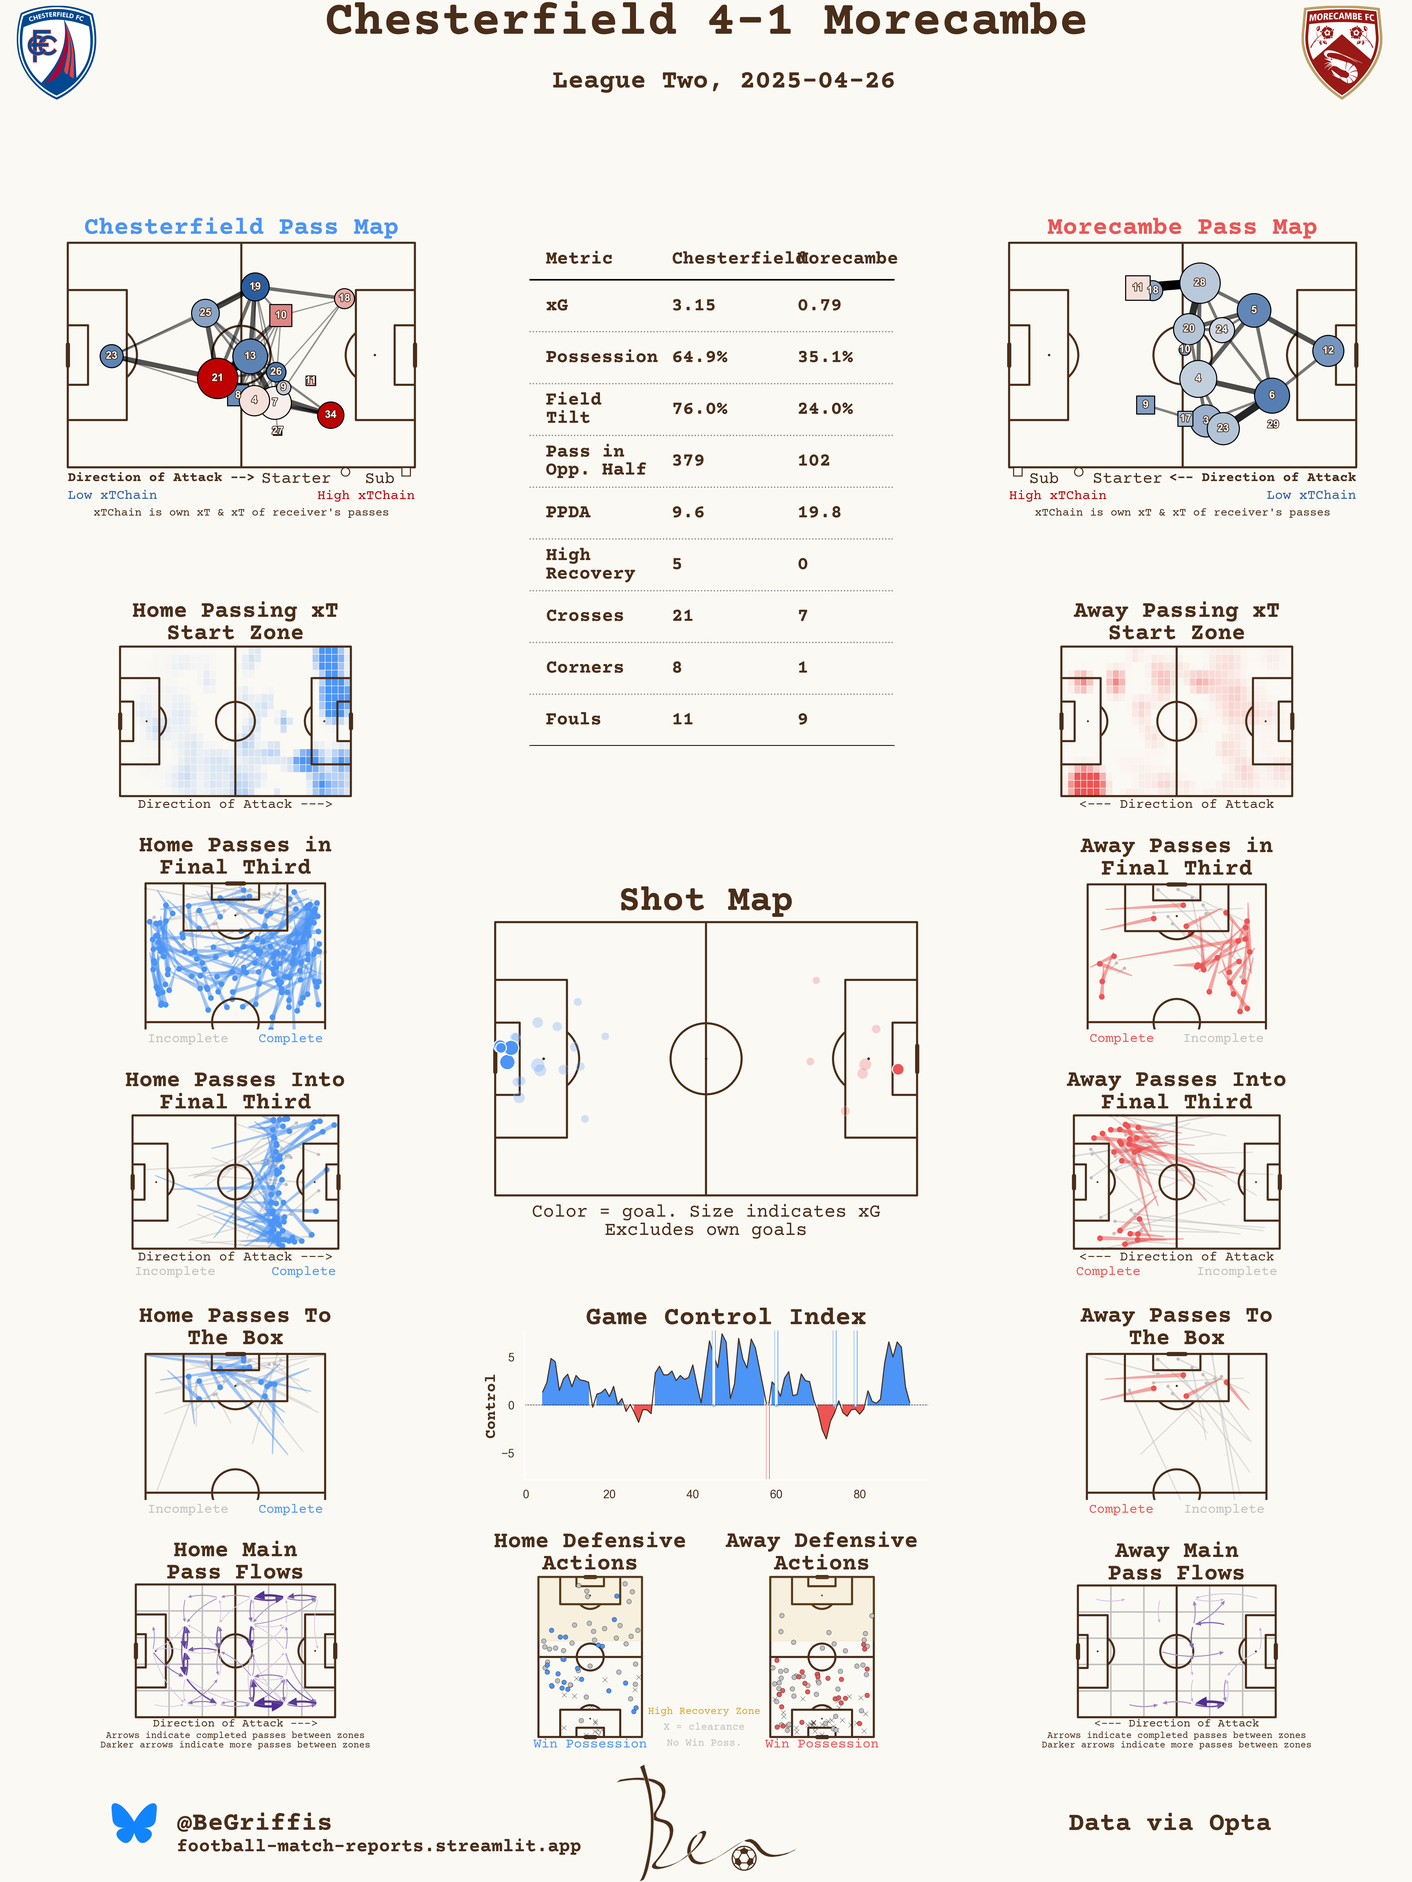 Chesterfield 4-1 Morecambe
League Two, 2025-04-26
CHESTERFIELD FC
MORECAMBE FC
Chesterfield Pass Map
23
25
19
10
18
13
21
26
9
11
8
4
7
34
27
Direction of Attack --> Starter Sub
Low xTChain High xTChain
xTChain is own xT & xT of receiver's passes
Metric Chesterfield Morecambe
xG 3.15 0.79
Possession 64.9% 35.1%
Field
Tilt 76.0% 24.0%
Pass in
Opp. Half 379 102
PPDA 9.6 19.8
High
Recovery 5 0
Crosses 21 7
Corners 8 1
Fouls 11 9
Morecambe Pass Map
11
18
28
5
20
24
10
12
4
6
9
17
3
23
29
Sub Starter <-- Direction of Attack
High xTChain Low xTChain
xTChain is own xT & xT of receiver's passes
Home Passing xT
Start Zone
Direction of Attack --->
Away Passing xT
Start Zone
<--- Direction of Attack
Home Passes in
Final Third
Incomplete Complete
Away Passes in
Final Third
Complete Incomplete
Shot Map
Color = goal. Size indicates xG
Excludes own goals
Home Passes Into
Final Third
Direction of Attack --->
Incomplete Complete
Away Passes Into
Final Third
<--- Direction of Attack
Complete Incomplete
Home Passes To
The Box
Incomplete Complete
Game Control Index
Control
5
0
−5
0 20 40 60 80
Away Passes To
The Box
Complete Incomplete
Home Main
Pass Flows
Direction of Attack --->
Arrows indicate completed passes between zones
Darker arrows indicate more passes between zones
Home Defensive
Actions
Win Possession
Away Defensive
Actions
Win Possession
High Recovery Zone
X = clearance
No Win Poss.
Away Main
Pass Flows
<--- Direction of Attack
Arrows indicate completed passes between zones
Darker arrows indicate more passes between zones
@BeGriffis
football-match-reports.streamlit.app
Ben
Data via Opta